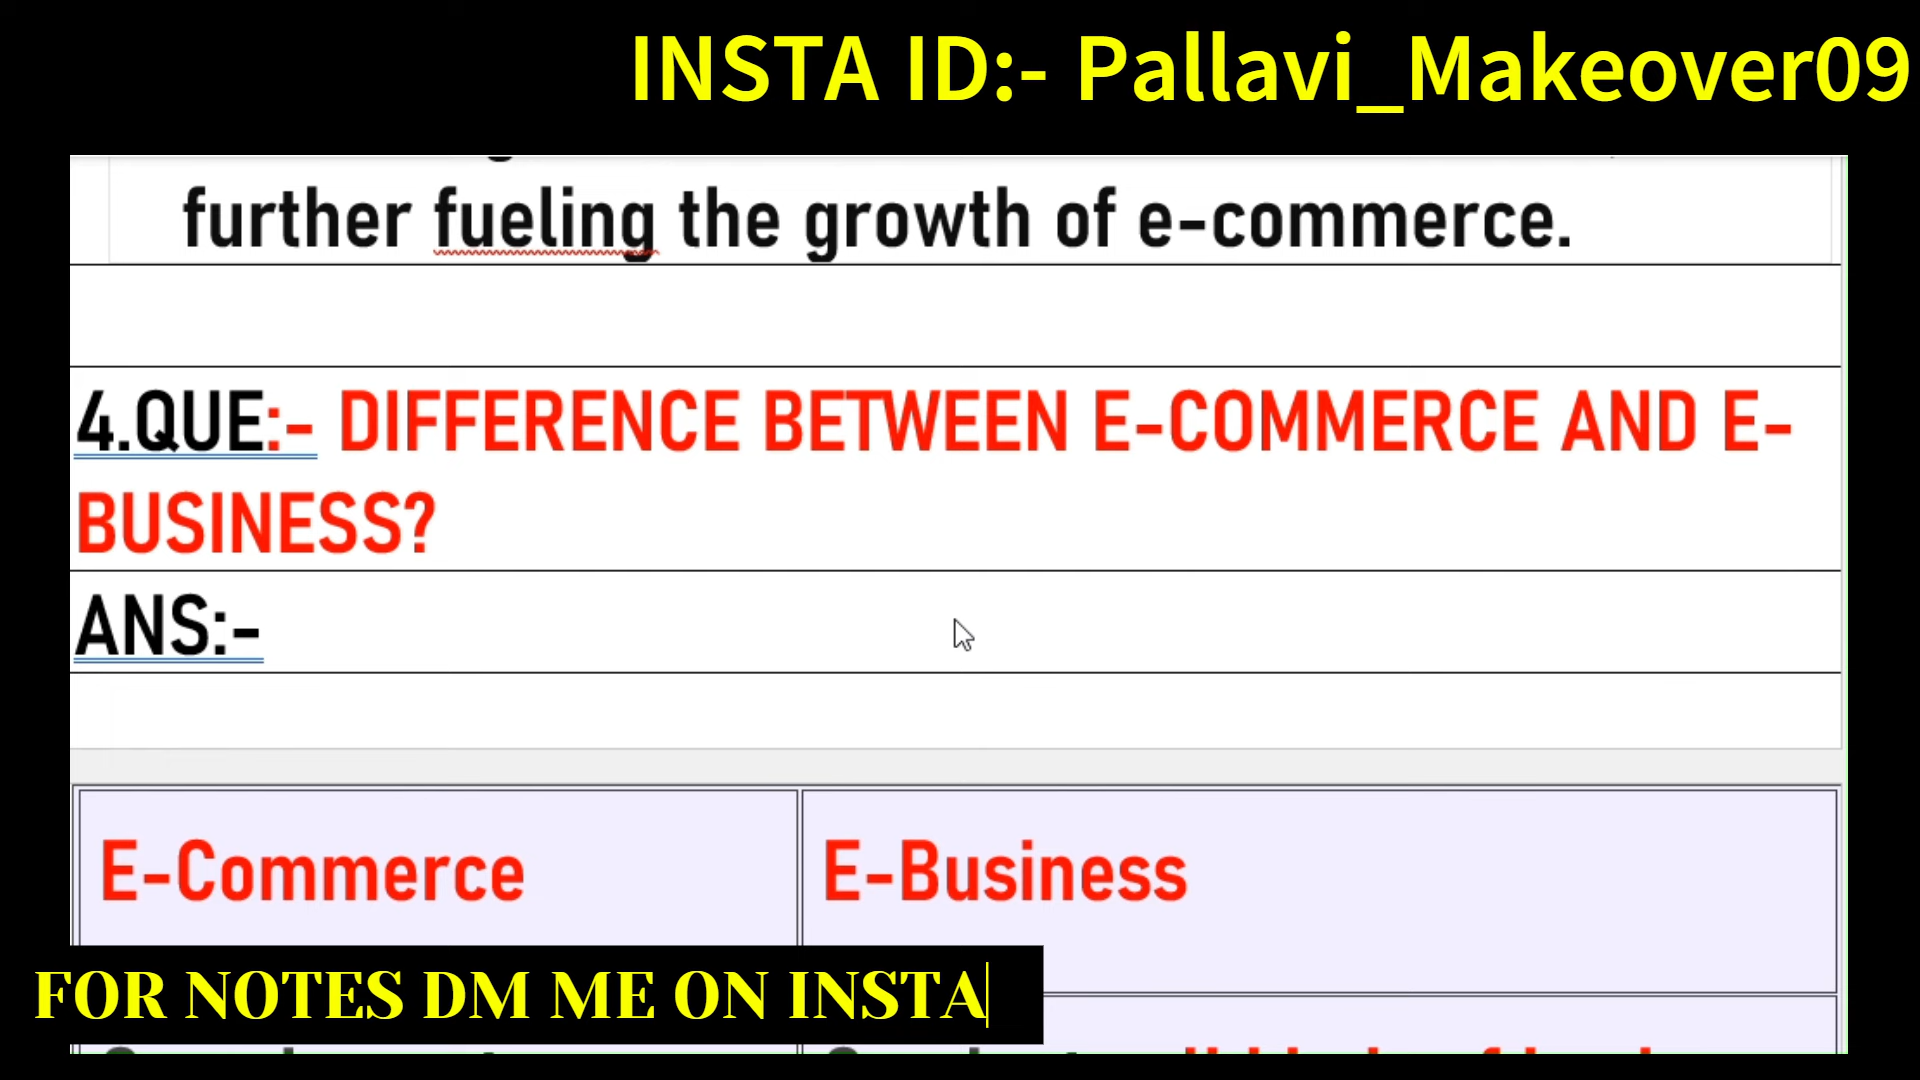 INSTA ID:- Pallavi_Makeover09
further fueling the growth of e-commerce.
4.QUE:- DIFFERENCE BETWEEN E-COMMERCE AND E-
BUSINESS?
ANS:-
E-Commerce
E-Business
FOR NOTES DM ME ON INSTA